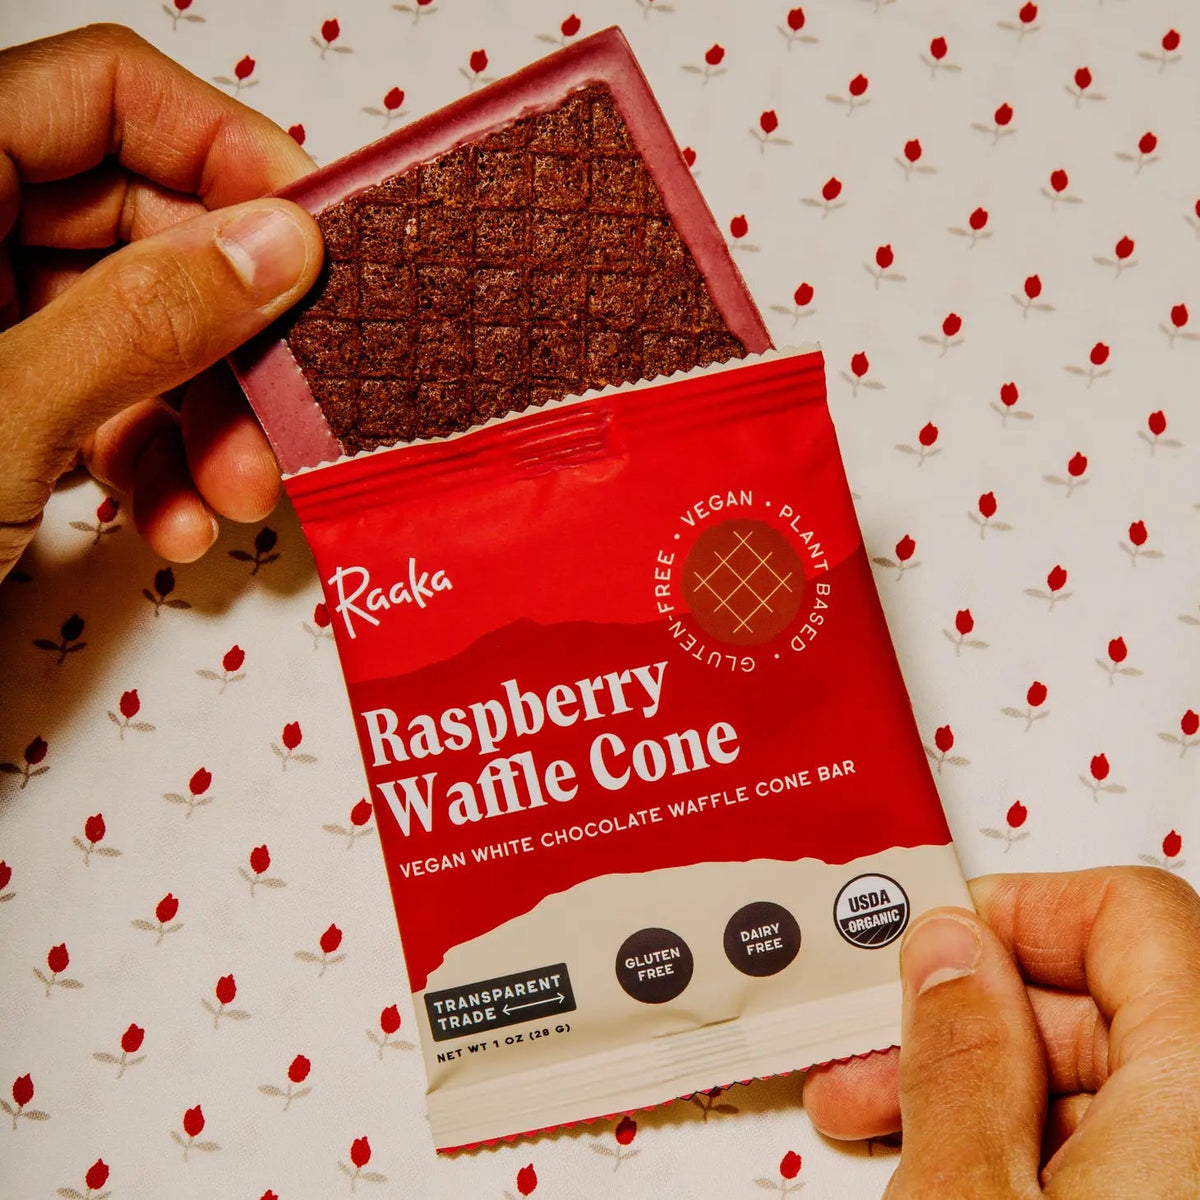 Raaka
VEGAN • PLANT BASED • GLUTEN-FREE •
Raspberry
Waffle Cone
VEGAN WHITE CHOCOLATE WAFFLE CONE BAR
TRANSPARENT
TRADE
GLUTEN
FREE
DAIRY
FREE
USDA
ORGANIC
NET WT 1 OZ (28 G)